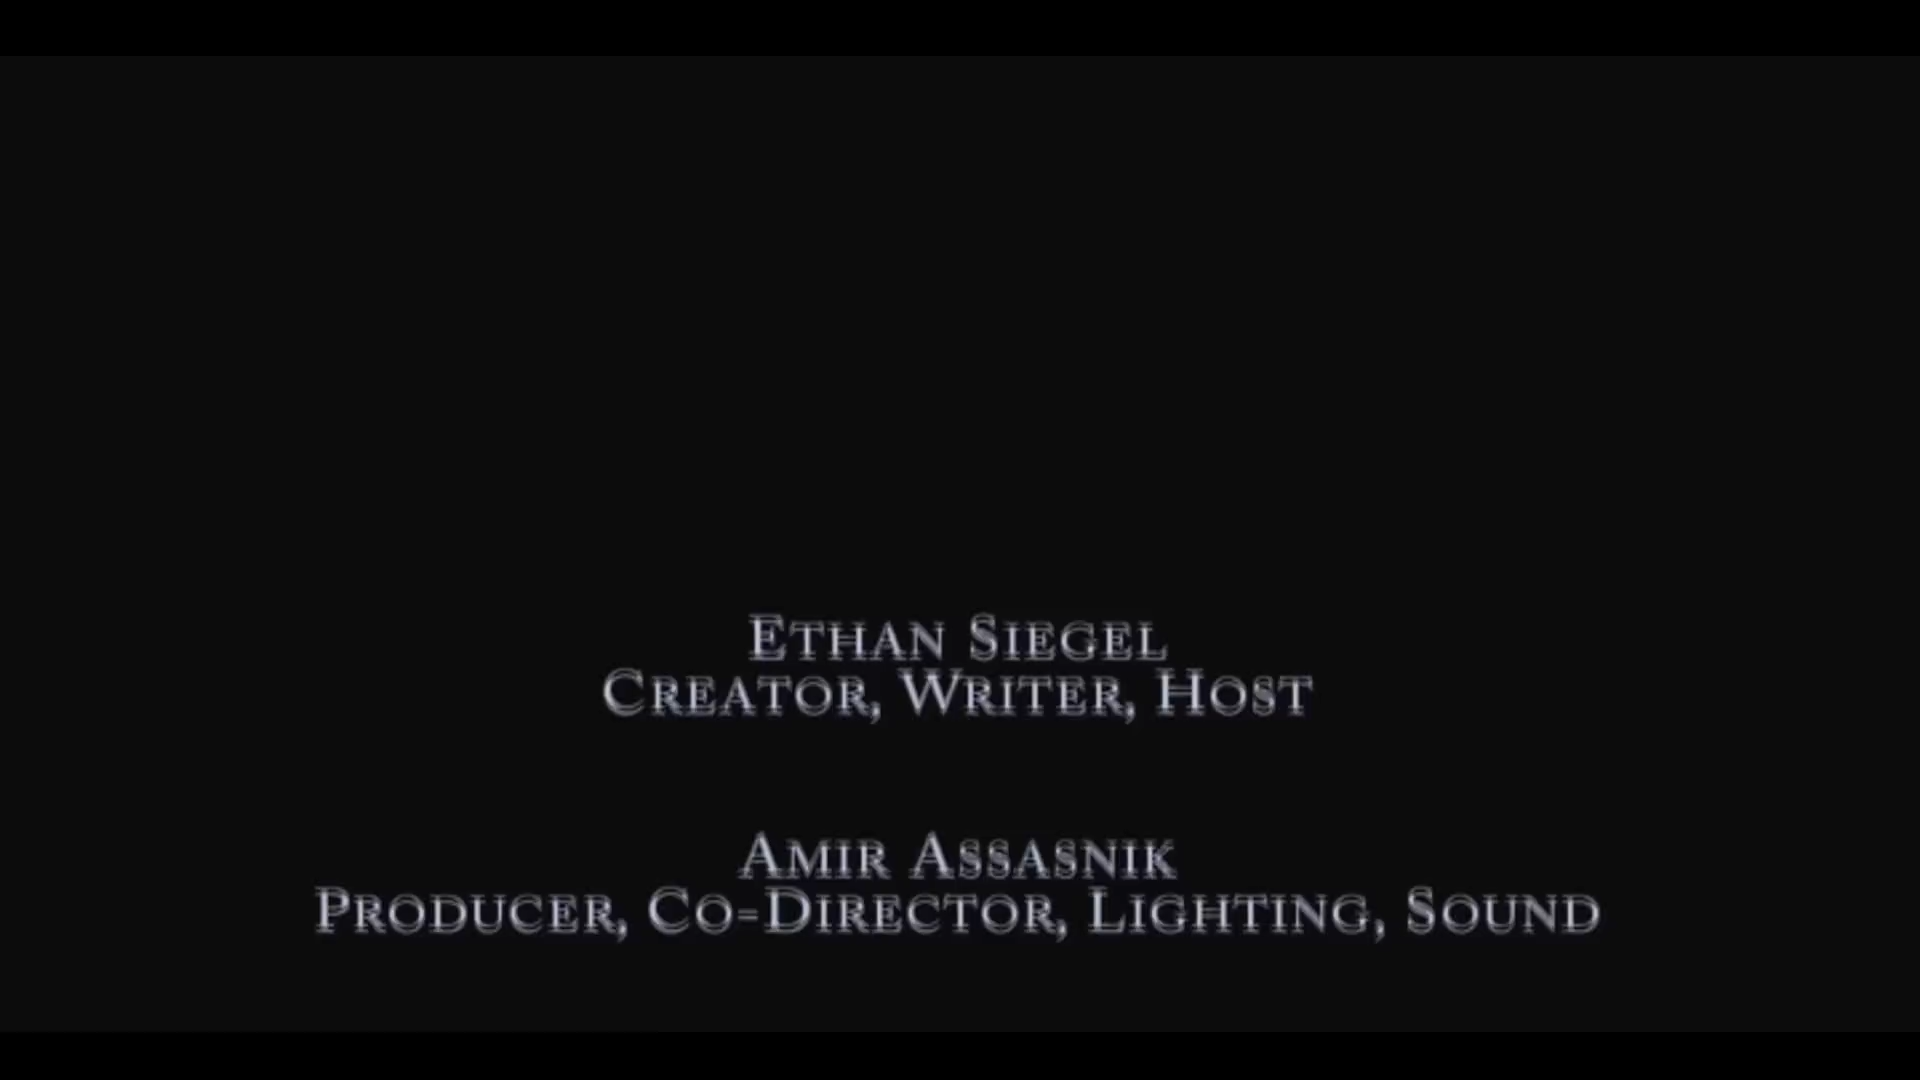 Ethan Siegel
Creator, Writer, Host
Amir Assasnik
Producer, Co-Director, Lighting, Sound